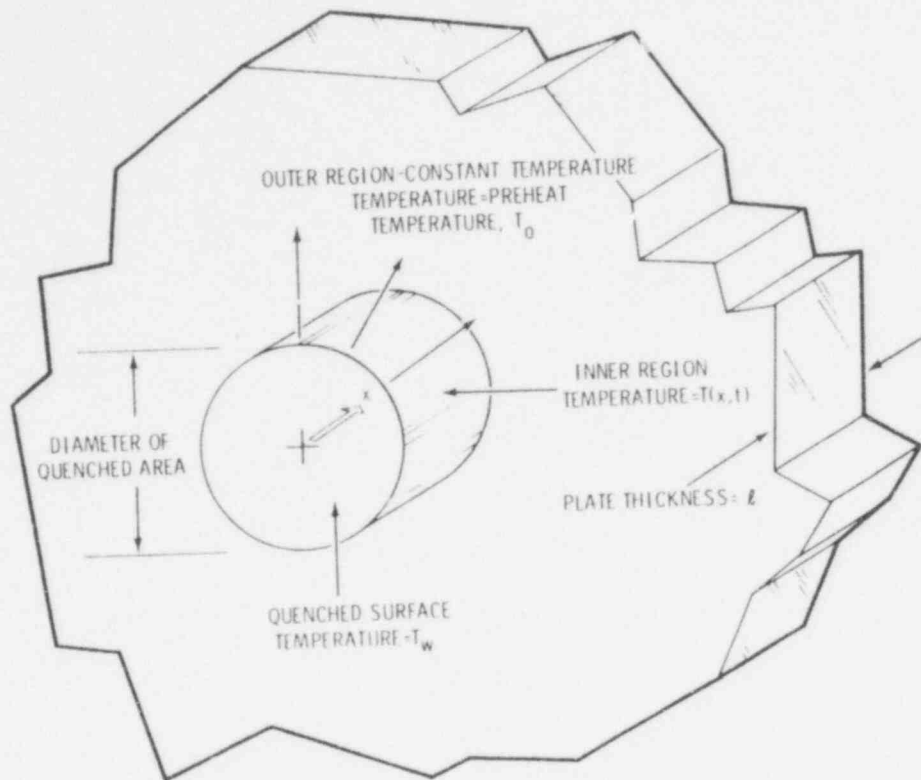 OUTER REGION-CONSTANT TEMPERATURE
TEMPERATURE=PREHEAT
TEMPERATURE, T₀
x
INNER REGION
TEMPERATURE=T(x,t)
DIAMETER OF
QUENCHED AREA
PLATE THICKNESS= ℓ
QUENCHED SURFACE
TEMPERATURE=T_w